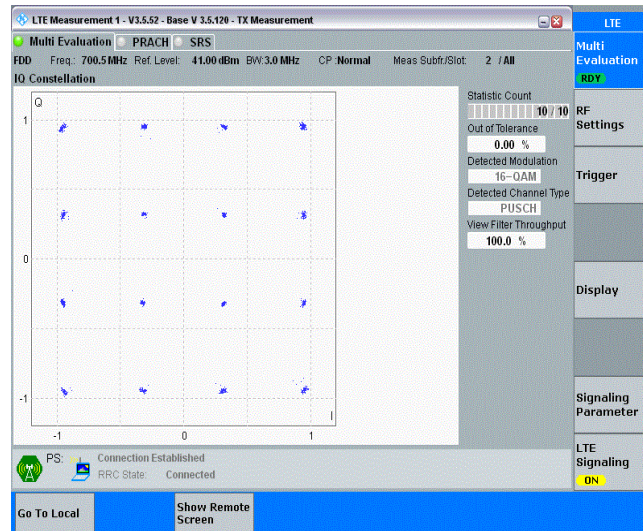 LTE Measurement 1 - V3.5.52 - Base V 3.5.120 - TX Measurement
LTE
Multi Evaluation PRACH SRS
FDD Freq.: 700.5 MHz Ref. Level: 41.00 dBm BW:3.0 MHz CP :Normal Meas Subfr./Slot: 2 / All
IQ Constellation
Q
1
0
-1
-1 0 1
I
Statistic Count
10 / 10
Out of Tolerance
0.00 %
Detected Modulation
16-QAM
Detected Channel Type
PUSCH
View Filter Throughput
100.0 %
Multi
Evaluation
RDY
RF
Settings
Trigger
Display
Signaling
Parameter
LTE
Signaling
ON
PS: Connection Established
RRC State: Connected
Go To Local
Show Remote
Screen